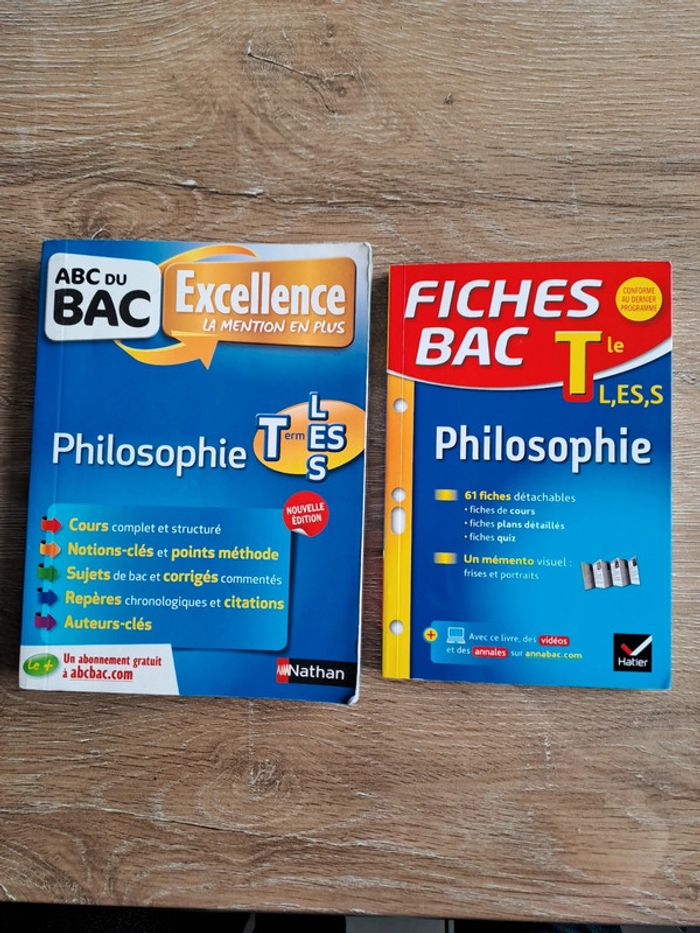 ABC DU
BAC
Excellence
LA MENTION EN PLUS
Philosophie
Term
L
ES
S
NOUVELLE
ÉDITION
Cours complet et structuré
Notions-clés et points méthode
Sujets de bac et corrigés commentés
Repères chronologiques et citations
Auteurs-clés
le +
Un abonnement gratuit
à abcbac.com
Nathan
FICHES
BAC
CONFORME
AU DERNIER
PROGRAMME
Tle
L,ES,S
Philosophie
61 fiches détachables
• fiches de cours
• fiches plans détaillés
• fiches quiz
Un mémento visuel :
frises et portraits
+
Avec ce livre, des vidéos
et des annales sur annabac.com
Hatier